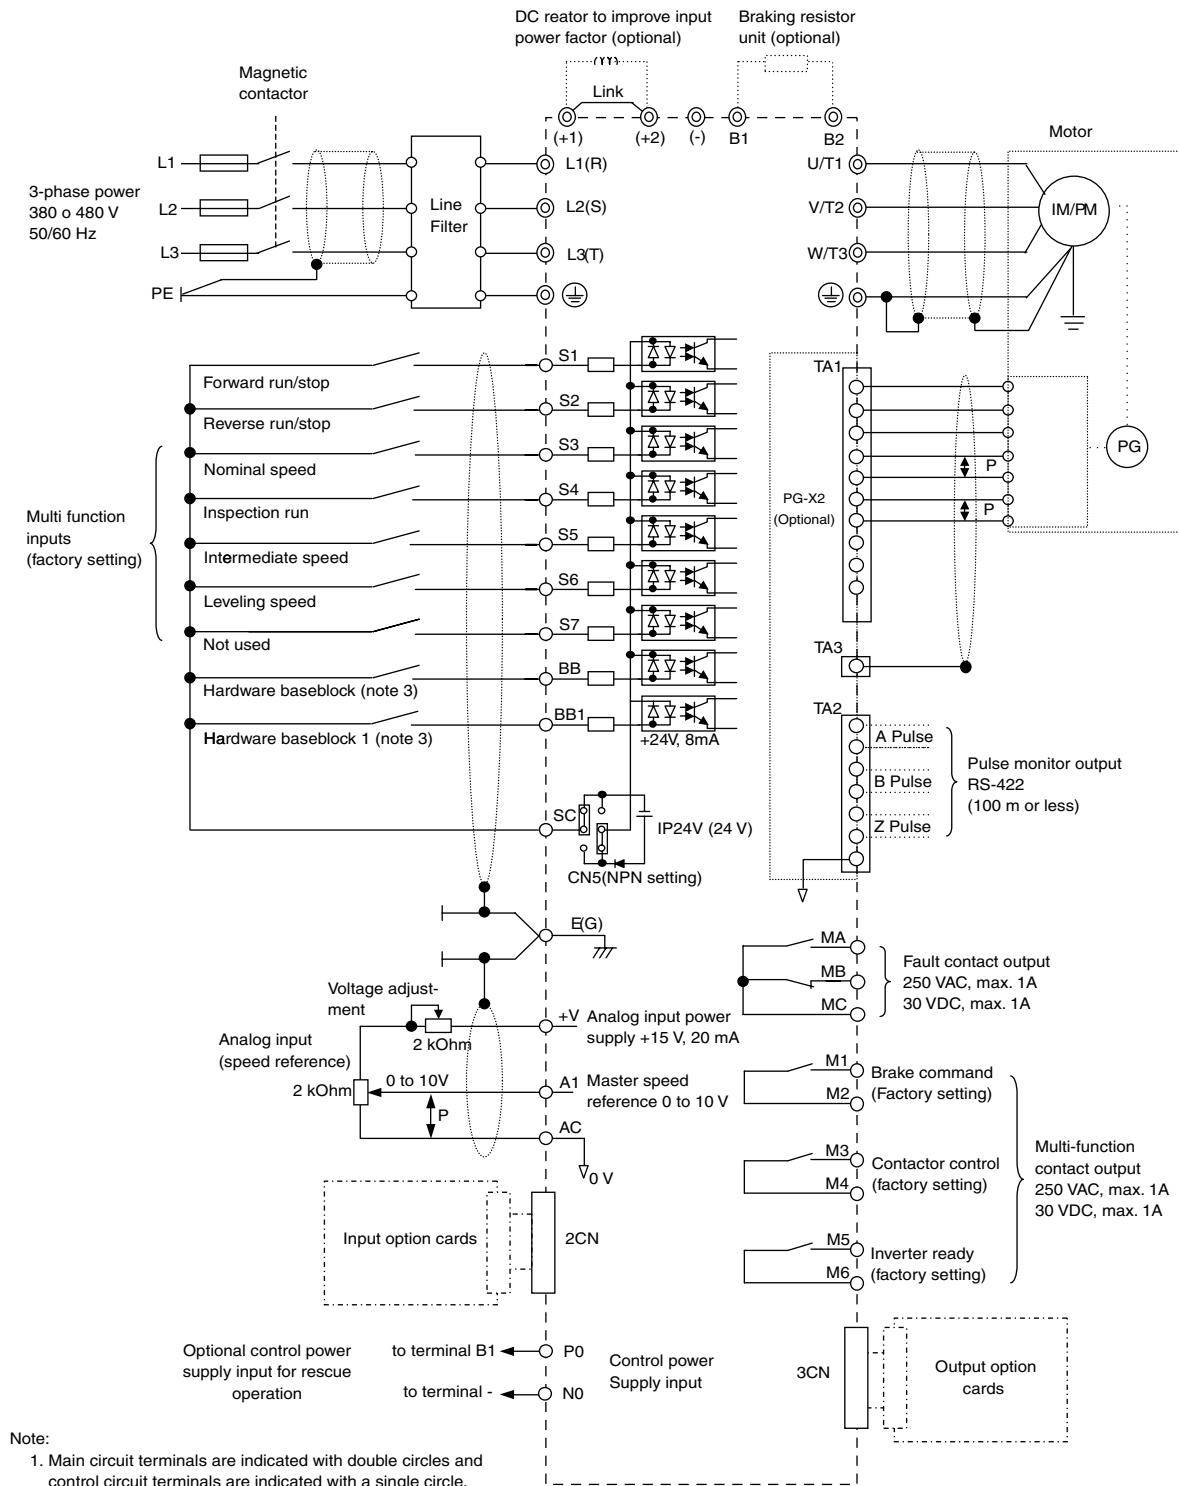 DC reator to improve input
power factor (optional)
Braking resistor
unit (optional)
Magnetic
contactor
Link
(+1)
(+2)
(-)
B1
B2
Motor
L1
L1(R)
U/T1
3-phase power
380 o 480 V
50/60 Hz
L2
Line
Filter
L2(S)
V/T2
IM/PM
L3
L3(T)
W/T3
PE
S1
Forward run/stop
TA1
S2
Reverse run/stop
S3
Nominal speed
PG
P
S4
Inspection run
PG-X2
(Optional)
P
Multi function
inputs
(factory setting)
S5
Intermediate speed
S6
Leveling speed
S7
Not used
TA3
BB
Hardware baseblock (note 3)
BB1
Hardware baseblock 1 (note 3)
+24V, 8mA
TA2
A Pulse
B Pulse
Z Pulse
Pulse monitor output
RS-422
(100 m or less)
SC
IP24V (24 V)
CN5(NPN setting)
E(G)
MA
MB
MC
Fault contact output
250 VAC, max. 1A
30 VDC, max. 1A
Voltage adjust-
ment
2 kOhm
+V
Analog input power
supply +15 V, 20 mA
Analog input
(speed reference)
2 kOhm
0 to 10V
P
A1
Master speed
reference 0 to 10 V
AC
0 V
M1
M2
Brake command
(Factory setting)
M3
M4
Contactor control
(factory setting)
M5
M6
Inverter ready
(factory setting)
Multi-function
contact output
250 VAC, max. 1A
30 VDC, max. 1A
Input option cards
2CN
Optional control power
supply input for rescue
operation
to terminal B1
P0
to terminal -
N0
Control power
Supply input
3CN
Output option
cards
Note:
1. Main circuit terminals are indicated with double circles and
control circuit terminals are indicated with a single circle.